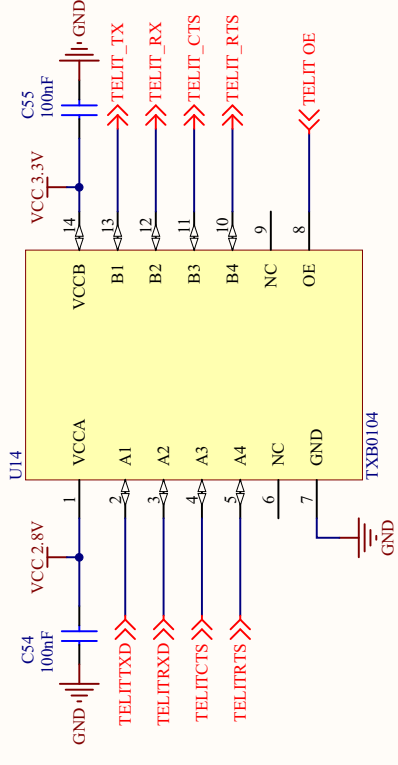 GND
C55
100nF
VCC 3.3V
TELIT_TX
TELIT_RX
TELIT_CTS
TELIT_RTS
TELIT OE
14
13
12
11
10
9
8
VCCB
B1
B2
B3
B4
NC
OE
U14
VCCA
A1
A2
A3
A4
NC
GND
TXB0104
1
2
3
4
5
6
7
VCC 2.8V
C54
100nF
GND
TELITTXD
TELITRXD
TELITCTS
TELITRTS
GND